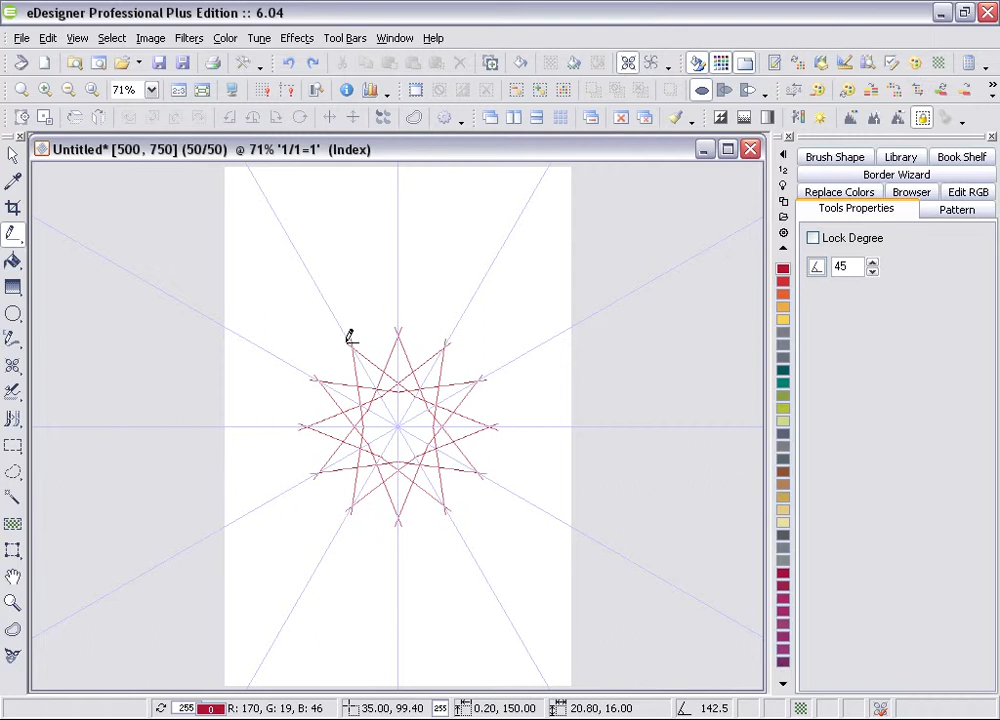 eDesigner Professional Plus Edition :: 6.04
File Edit View Select Image Filters Color Tune Effects Tool Bars Window Help
71%
Untitled* [500, 750] (50/50) @ 71% '1/1=1' (Index)
Brush Shape Library Book Shelf
Border Wizard
Replace Colors Browser Edit RGB
Tools Properties Pattern
Lock Degree
45
255 0 R: 170, G: 19, B: 46 35.00, 99.40 255 0.20, 150.00 20.80, 16.00 142.5